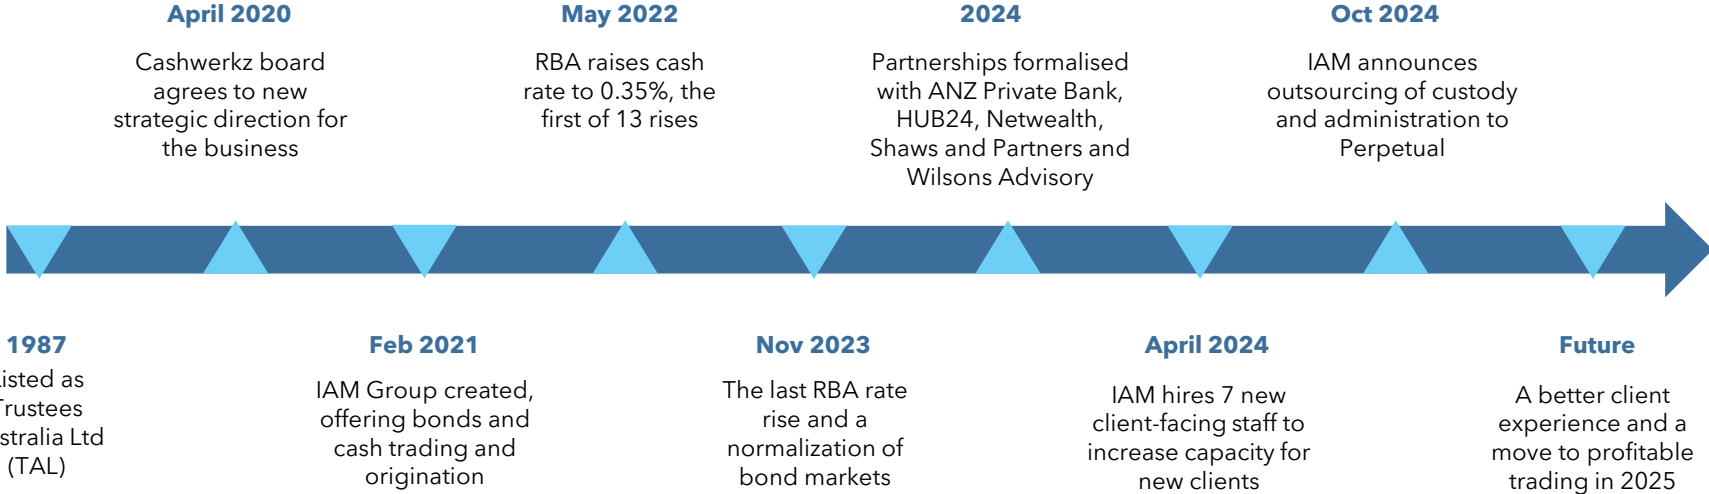 April 2020
Cashwerkz board
agrees to new
strategic direction for
the business
May 2022
RBA raises cash
rate to 0.35%, the
first of 13 rises
2024
Partnerships formalised
with ANZ Private Bank,
HUB24, Netwealth,
Shaws and Partners and
Wilsons Advisory
Oct 2024
IAM announces
outsourcing of custody
and administration to
Perpetual
1987
as
Ltd
(TAL)
Feb 2021
IAM Group created,
offering bonds and
cash trading and
origination
Nov 2023
The last RBA rate
rise and a
normalization of
bond markets
April 2024
IAM hires 7 new
client-facing staff to
increase capacity for
new clients
Future
A better client
experience and a
move to profitable
trading in 2025